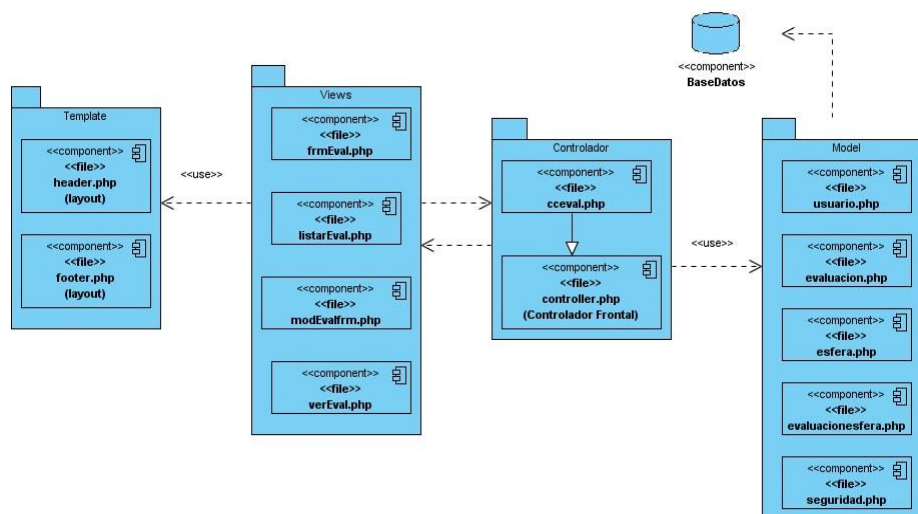 <<component>>
BaseDatos
Template
<<component>>
<<file>>
header.php
(layout)
<<component>>
<<file>>
footer.php
(layout)
<<use>>
Views
<<component>>
<<file>>
frmEval.php
<<component>>
<<file>>
listarEval.php
<<component>>
<<file>>
modEvalfrm.php
<<component>>
<<file>>
verEval.php
Controlador
<<component>>
<<file>>
cceval.php
<<component>>
<<file>>
controller.php
(Controlador Frontal)
<<use>>
Model
<<component>>
<<file>>
usuario.php
<<component>>
<<file>>
evaluacion.php
<<component>>
<<file>>
esfera.php
<<component>>
<<file>>
evaluacionesfera.php
<<component>>
<<file>>
seguridad.php